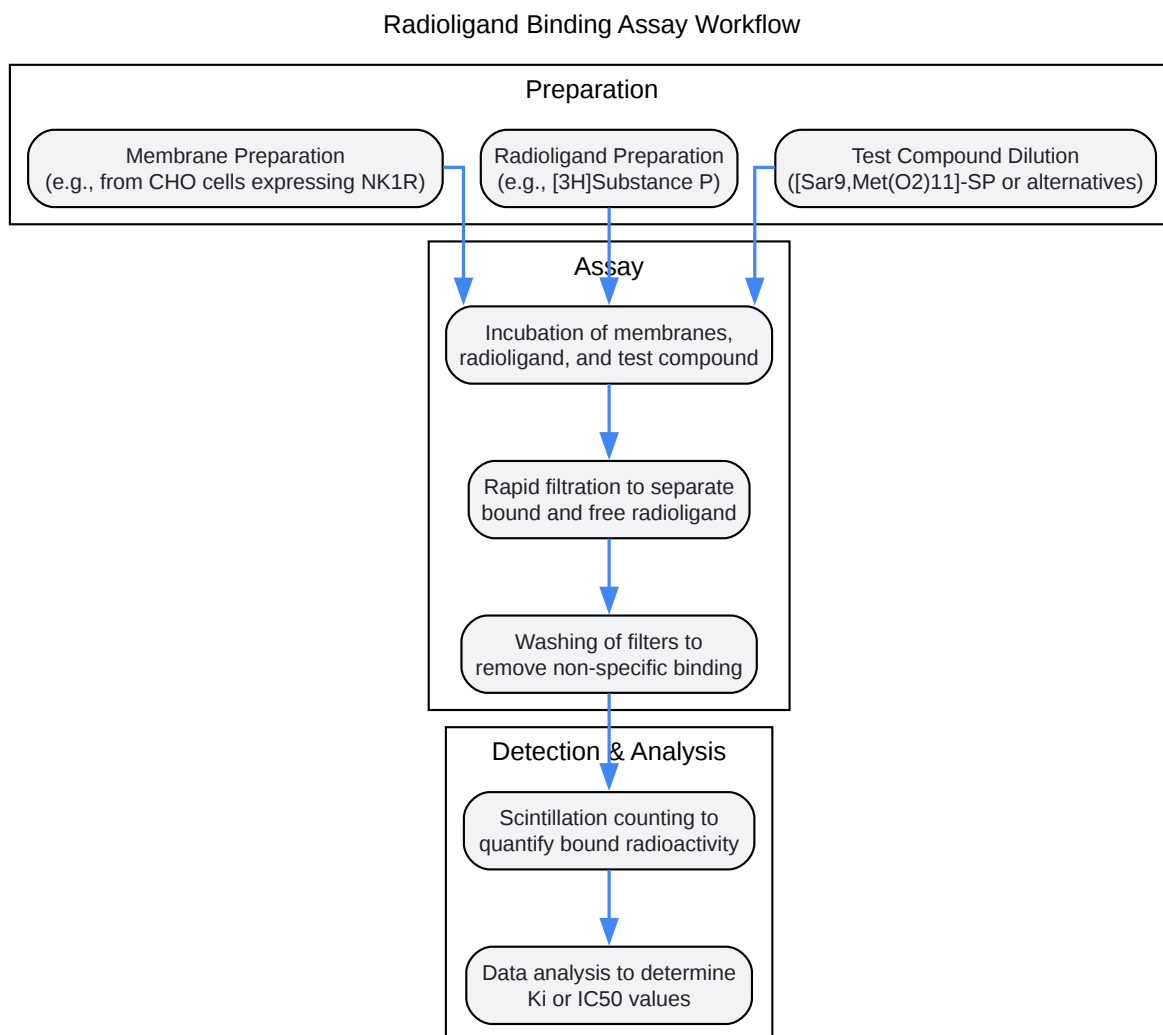 Radioligand Binding Assay Workflow
Preparation
Membrane Preparation
(e.g., from CHO cells expressing NK1R)
Radioligand Preparation
(e.g., [3H]Substance P)
Test Compound Dilution
([Sar9,Met(O2)11]-SP or alternatives)
Assay
Incubation of membranes,
radioligand, and test compound
Rapid filtration to separate
bound and free radioligand
Washing of filters to
remove non-specific binding
Detection & Analysis
Scintillation counting to
quantify bound radioactivity
Data analysis to determine
Ki or IC50 values